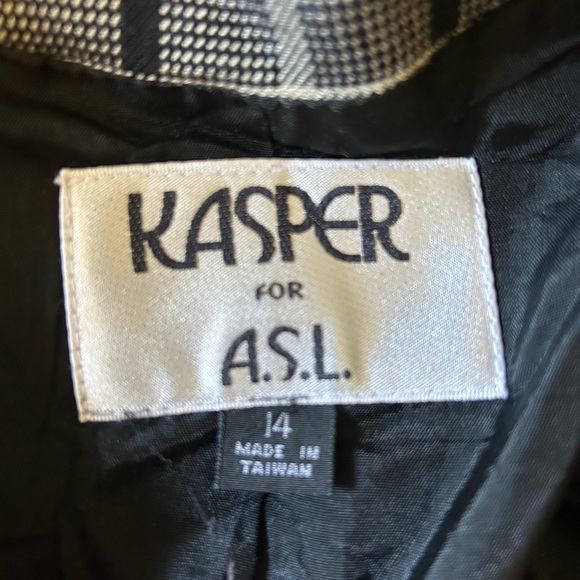 KASPER
FOR
A.S.L.
14
MADE IN
TAIWAN